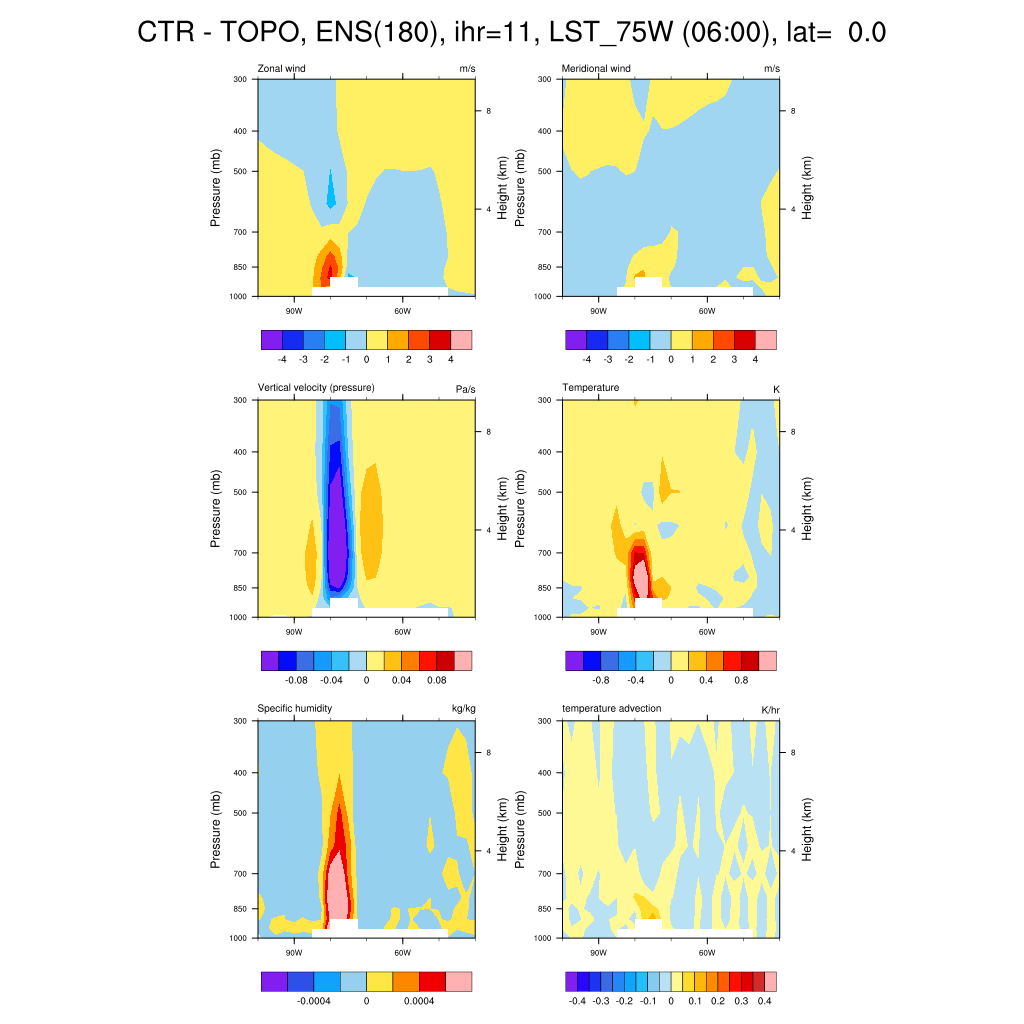 CTR - TOPO, ENS(180), ihr=11, LST_75W (06:00), lat=  0.0
Zonal wind m/s
Pressure (mb)
Height (km)
300
400
500
700
850
1000
8
4
90W 60W
-4 -3 -2 -1 0 1 2 3 4
Meridional wind m/s
Pressure (mb)
Height (km)
300
400
500
700
850
1000
8
4
90W 60W
-4 -3 -2 -1 0 1 2 3 4
Vertical velocity (pressure) Pa/s
Pressure (mb)
Height (km)
300
400
500
700
850
1000
8
4
90W 60W
-0.08 -0.04 0 0.04 0.08
Temperature K
Pressure (mb)
Height (km)
300
400
500
700
850
1000
8
4
90W 60W
-0.8 -0.4 0 0.4 0.8
Specific humidity kg/kg
Pressure (mb)
Height (km)
300
400
500
700
850
1000
8
4
90W 60W
-0.0004 0 0.0004
temperature advection K/hr
Pressure (mb)
Height (km)
300
400
500
700
850
1000
8
4
90W 60W
-0.4 -0.3 -0.2 -0.1 0 0.1 0.2 0.3 0.4